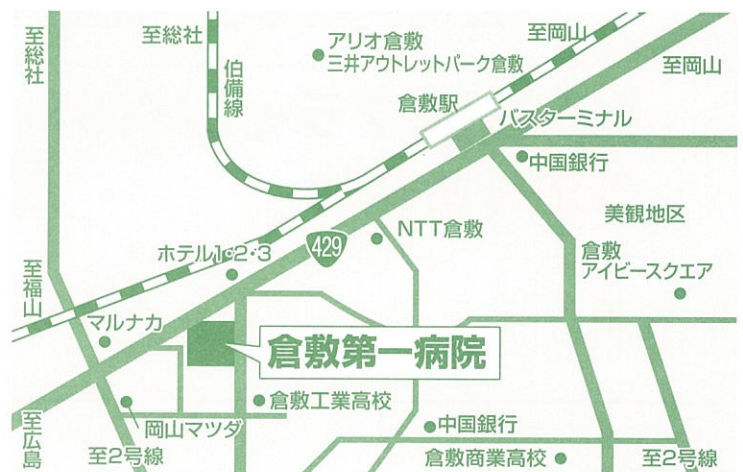 至総社
至総社
伯備線
アリオ倉敷
三井アウトレットパーク倉敷
至岡山
至岡山
倉敷駅
バスターミナル
中国銀行
美観地区
倉敷
アイビースクエア
NTT倉敷
429
ホテル1・2・3
至福山
マルナカ
倉敷第一病院
倉敷工業高校
岡山マツダ
中国銀行
至広島
至2号線
倉敷商業高校
至2号線